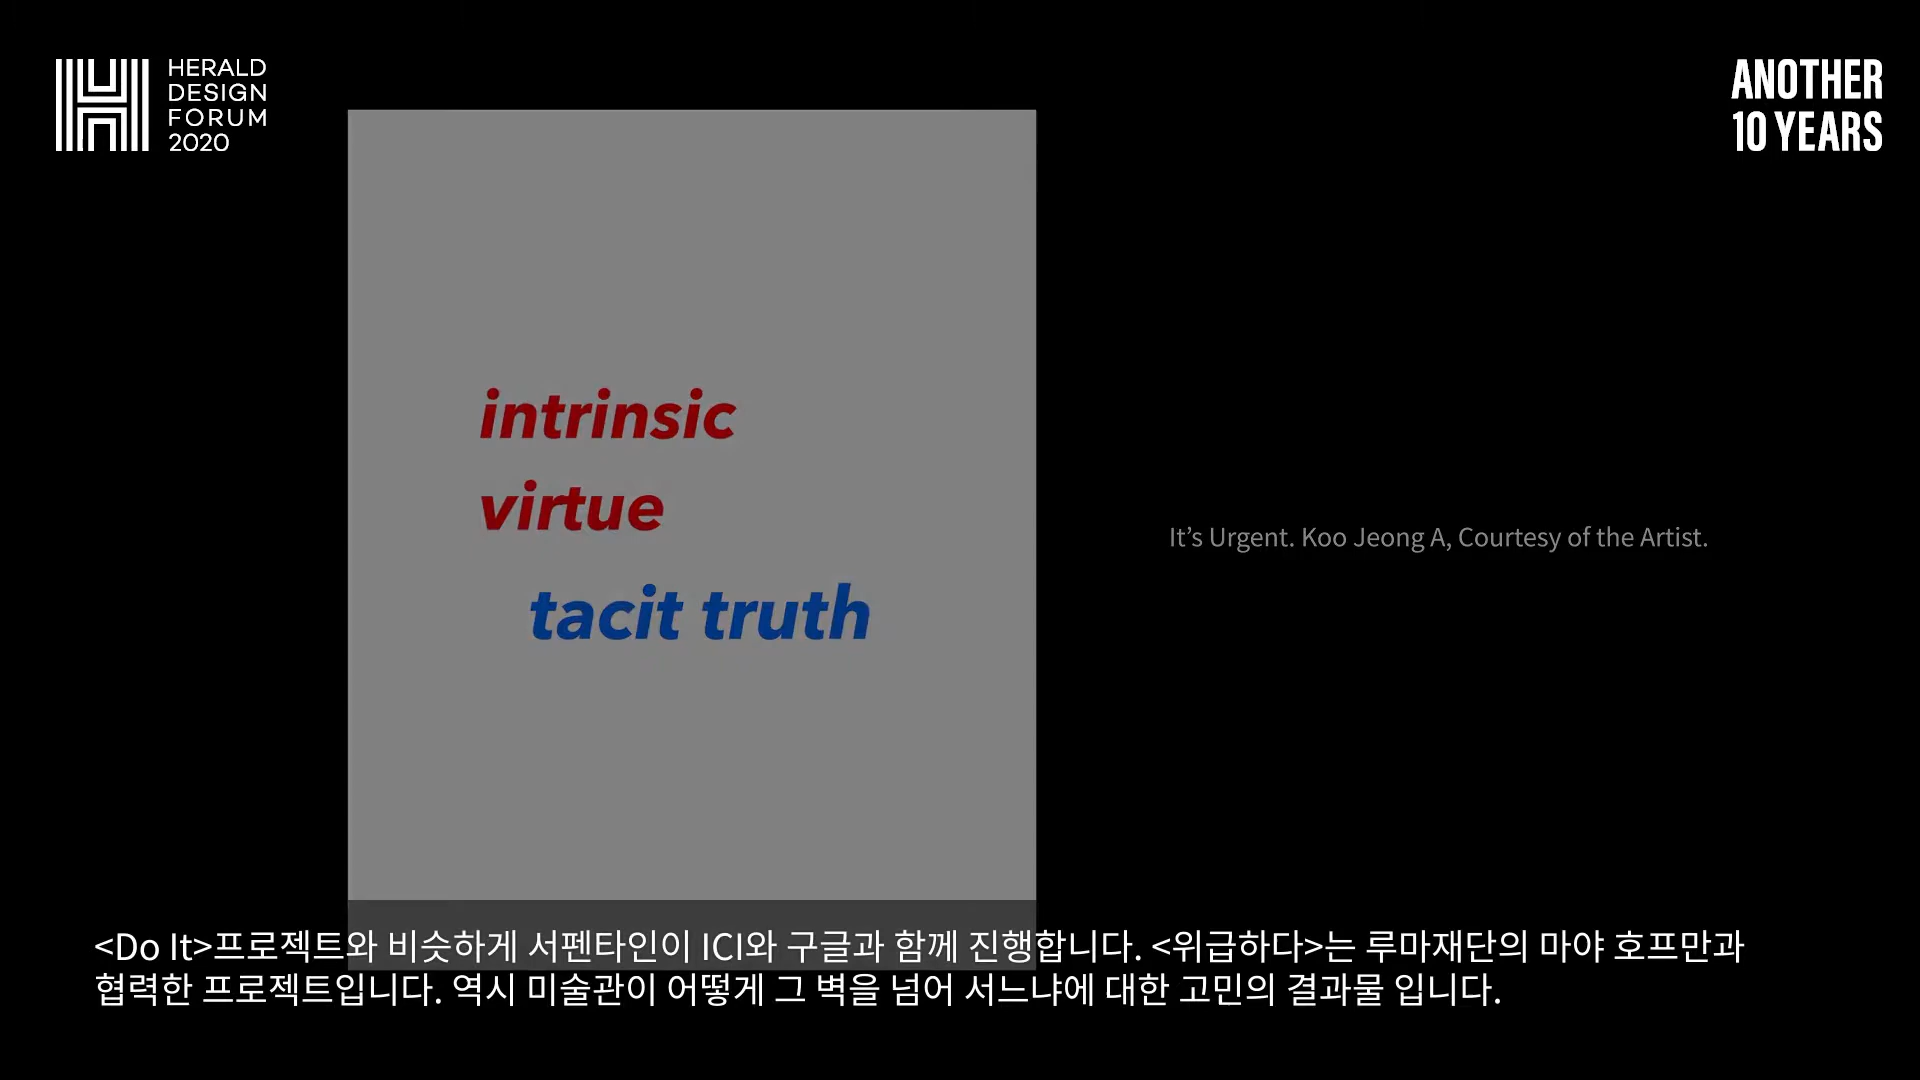 HERALD
DESIGN
FORUM
2020
ANOTHER
10 YEARS
intrinsic
virtue
tacit truth
It’s Urgent. Koo Jeong A, Courtesy of the Artist.
<Do It>프로젝트와 비슷하게 서펜타인이 ICI와 구글과 함께 진행합니다. <위급하다>는 루마재단의 마야 호프만과
협력한 프로젝트입니다. 역시 미술관이 어떻게 그 벽을 넘어 서느냐에 대한 고민의 결과물 입니다.